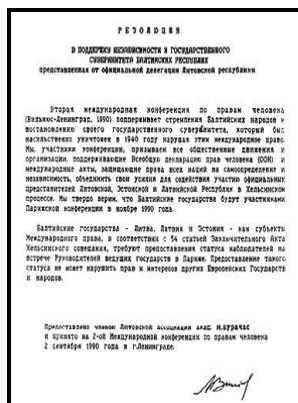 РЕЗОЛЮЦИЯ
В ПОДДЕРЖКУ НЕЗАВИСИМОСТИ И ГОСУДАРСТВЕННОГО
СУВЕРЕНИТЕТА БАЛТИЙСКИХ РЕСПУБЛИК
представленная от официальной делегации Литовской республики
Вторая международная конференция по правам человека
(Вильнюс-Ленинград, 1990) поддерживает стремления Балтийских народов к
востановлению своего государственного суверенитета, который был
насильственно уничтожен в 1940 году нарушая этим международное право.
Мы, участники конференции, призываем все общественные движения и
организации, поддерживающие Всеобщую декларацию прав человека (ООН) и
международные акты, защищающие права всех наций на самоопределение и
независимость, объединить свои усилия для содействия участию официальных
представителей Литовской, Эстонской и Латвийской Республик в Хельсинском
процессе. Мы твердо верим, что Балтийские государства будут участниками
Парижской конференции в ноябре 1990 года.
Балтийские государства - Литва, Латвия и Эстония - как субъекты
Международного права, в соответствии с 54 статьей Заключительного Акта
Хельсинского совещания, требуют предоставления статуса наблюдателей на
встрече Руководителей ведущих государств в Париже. Предоставление такого
статуса не может нарушить прав и интересов других Европейских Государств
и народов.
Представлено членом Литовской ассоциации акад. И.Бурачас
и принято на 2-ой Международной конференции по правам человека
2 сентября 1990 года в г.Ленинграде.